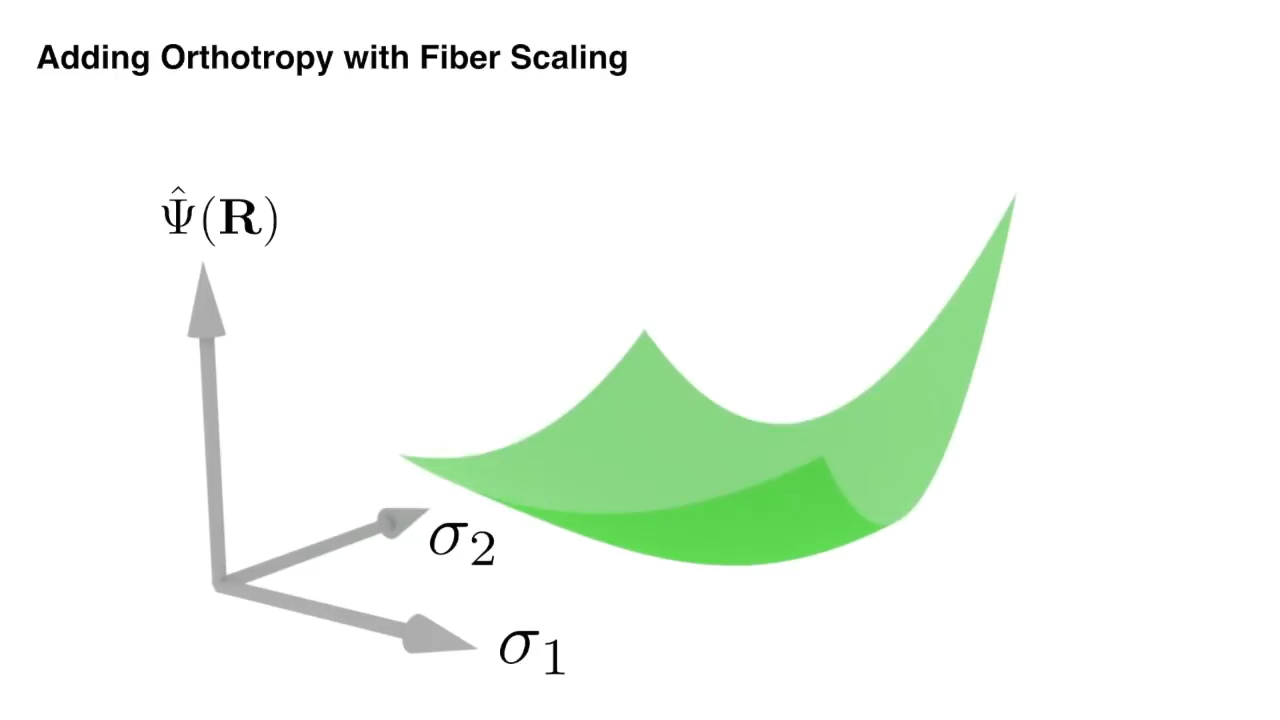 Adding Orthotropy with Fiber Scaling
Ψ̂(R)
σ₂
σ₁